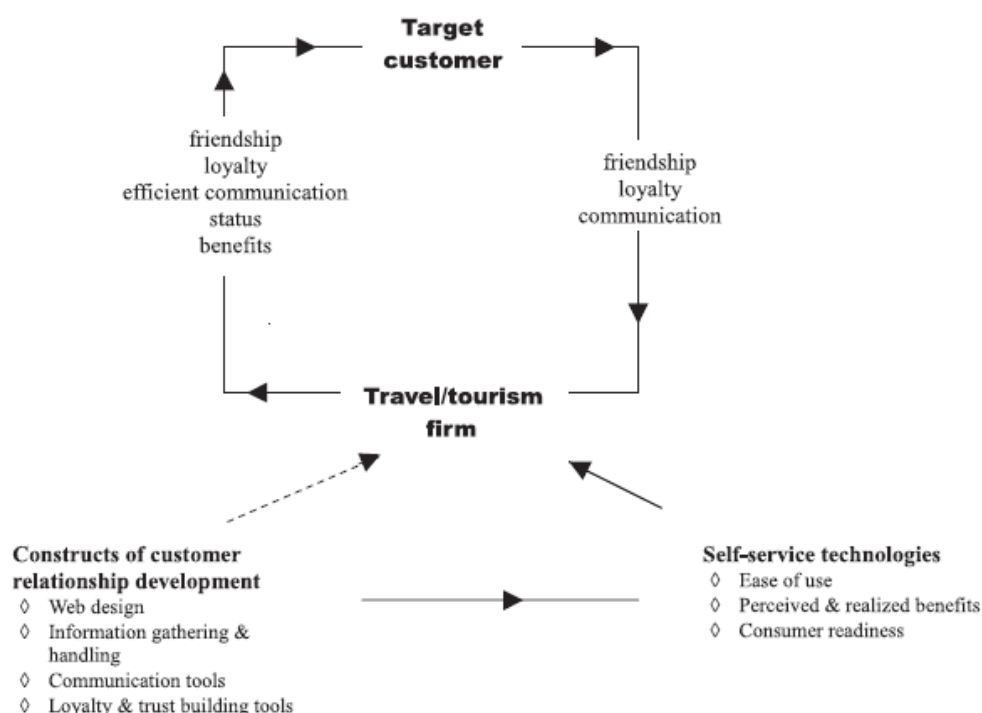 Target
customer
friendship
loyalty
efficient communication
status
benefits
friendship
loyalty
communication
Travel/tourism
firm
Constructs of customer
relationship development
◊ Web design
◊ Information gathering &
handling
◊ Communication tools
◊ Loyalty & trust building tools
Self-service technologies
◊ Ease of use
◊ Perceived & realized benefits
◊ Consumer readiness